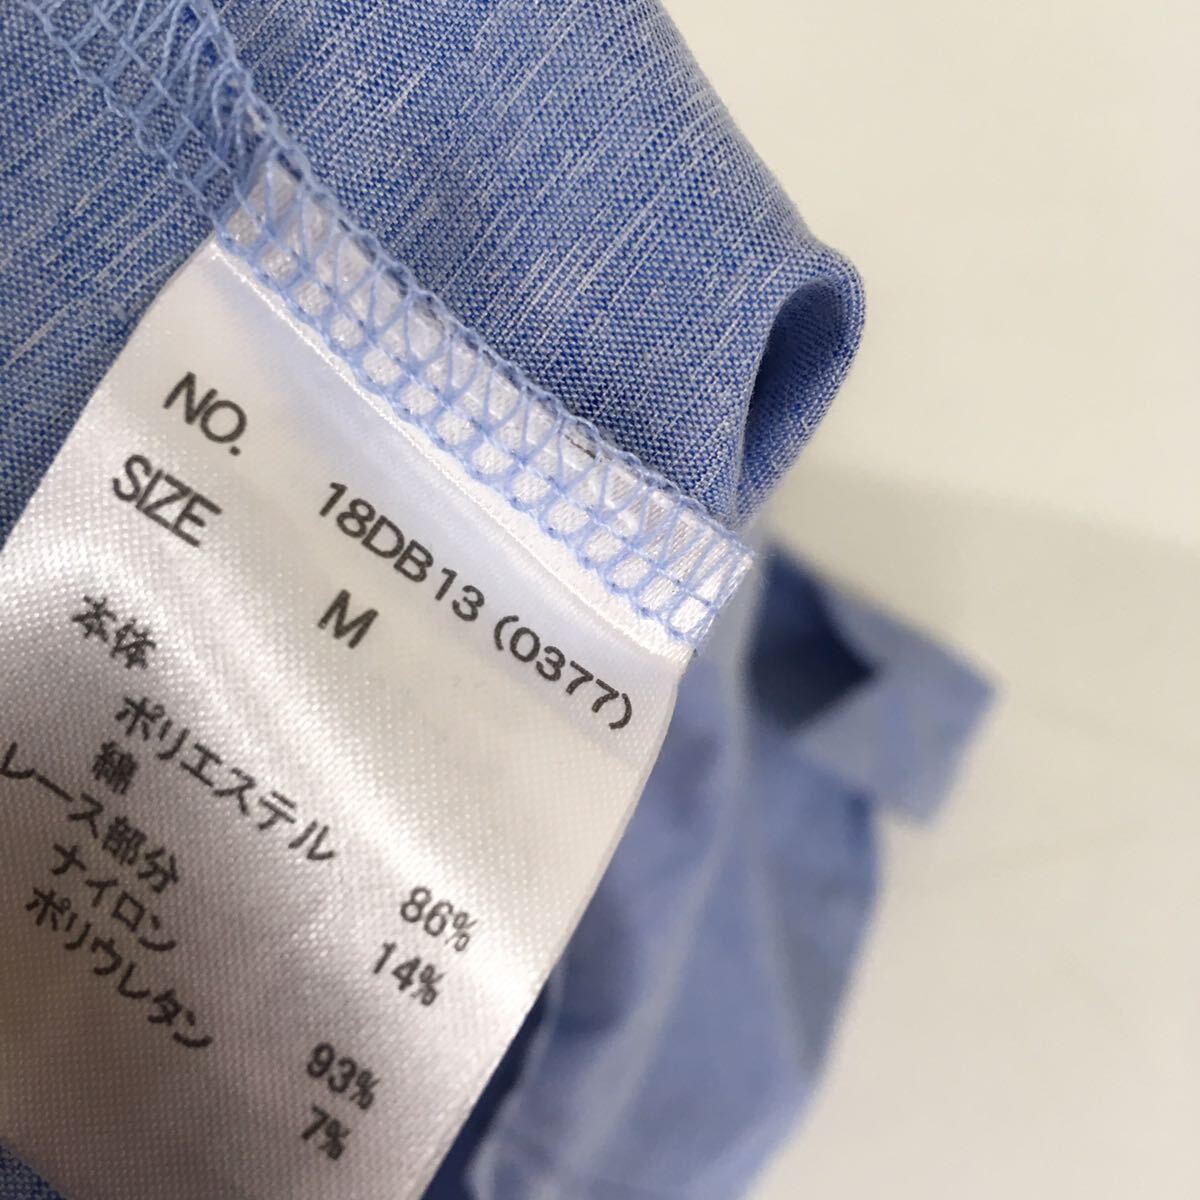 NO. 18DB13(0377)
SIZE M
本体
ポリエステル 86%
綿 14%
レース部分
ナイロン 93%
ポリウレタン 7%